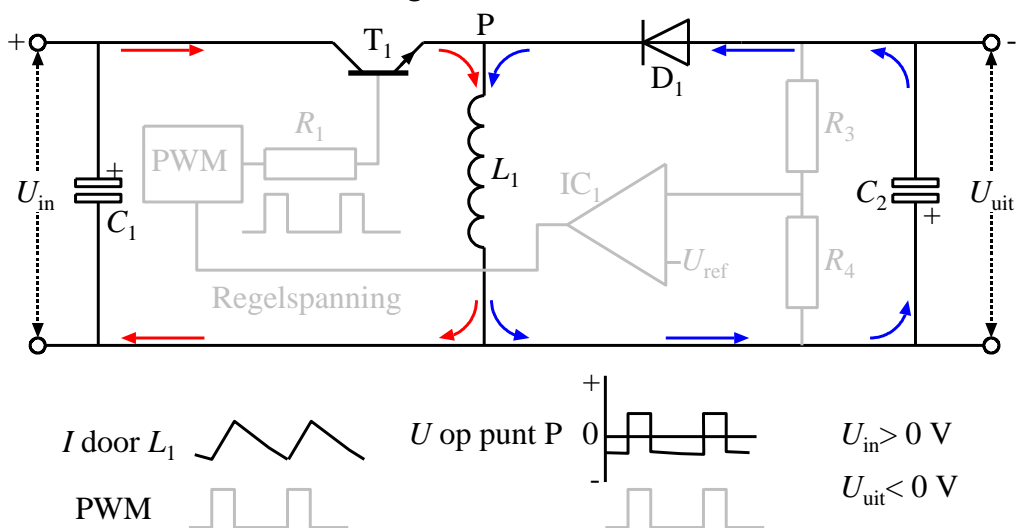 P
+ T1 -
D1
R1 R3
PWM
+ L1 IC1
Uin C1 C2 + Uuit
Uref R4
Regelspanning
+
I door L1 U op punt P 0 Uin> 0 V
-
Uuit< 0 V
PWM